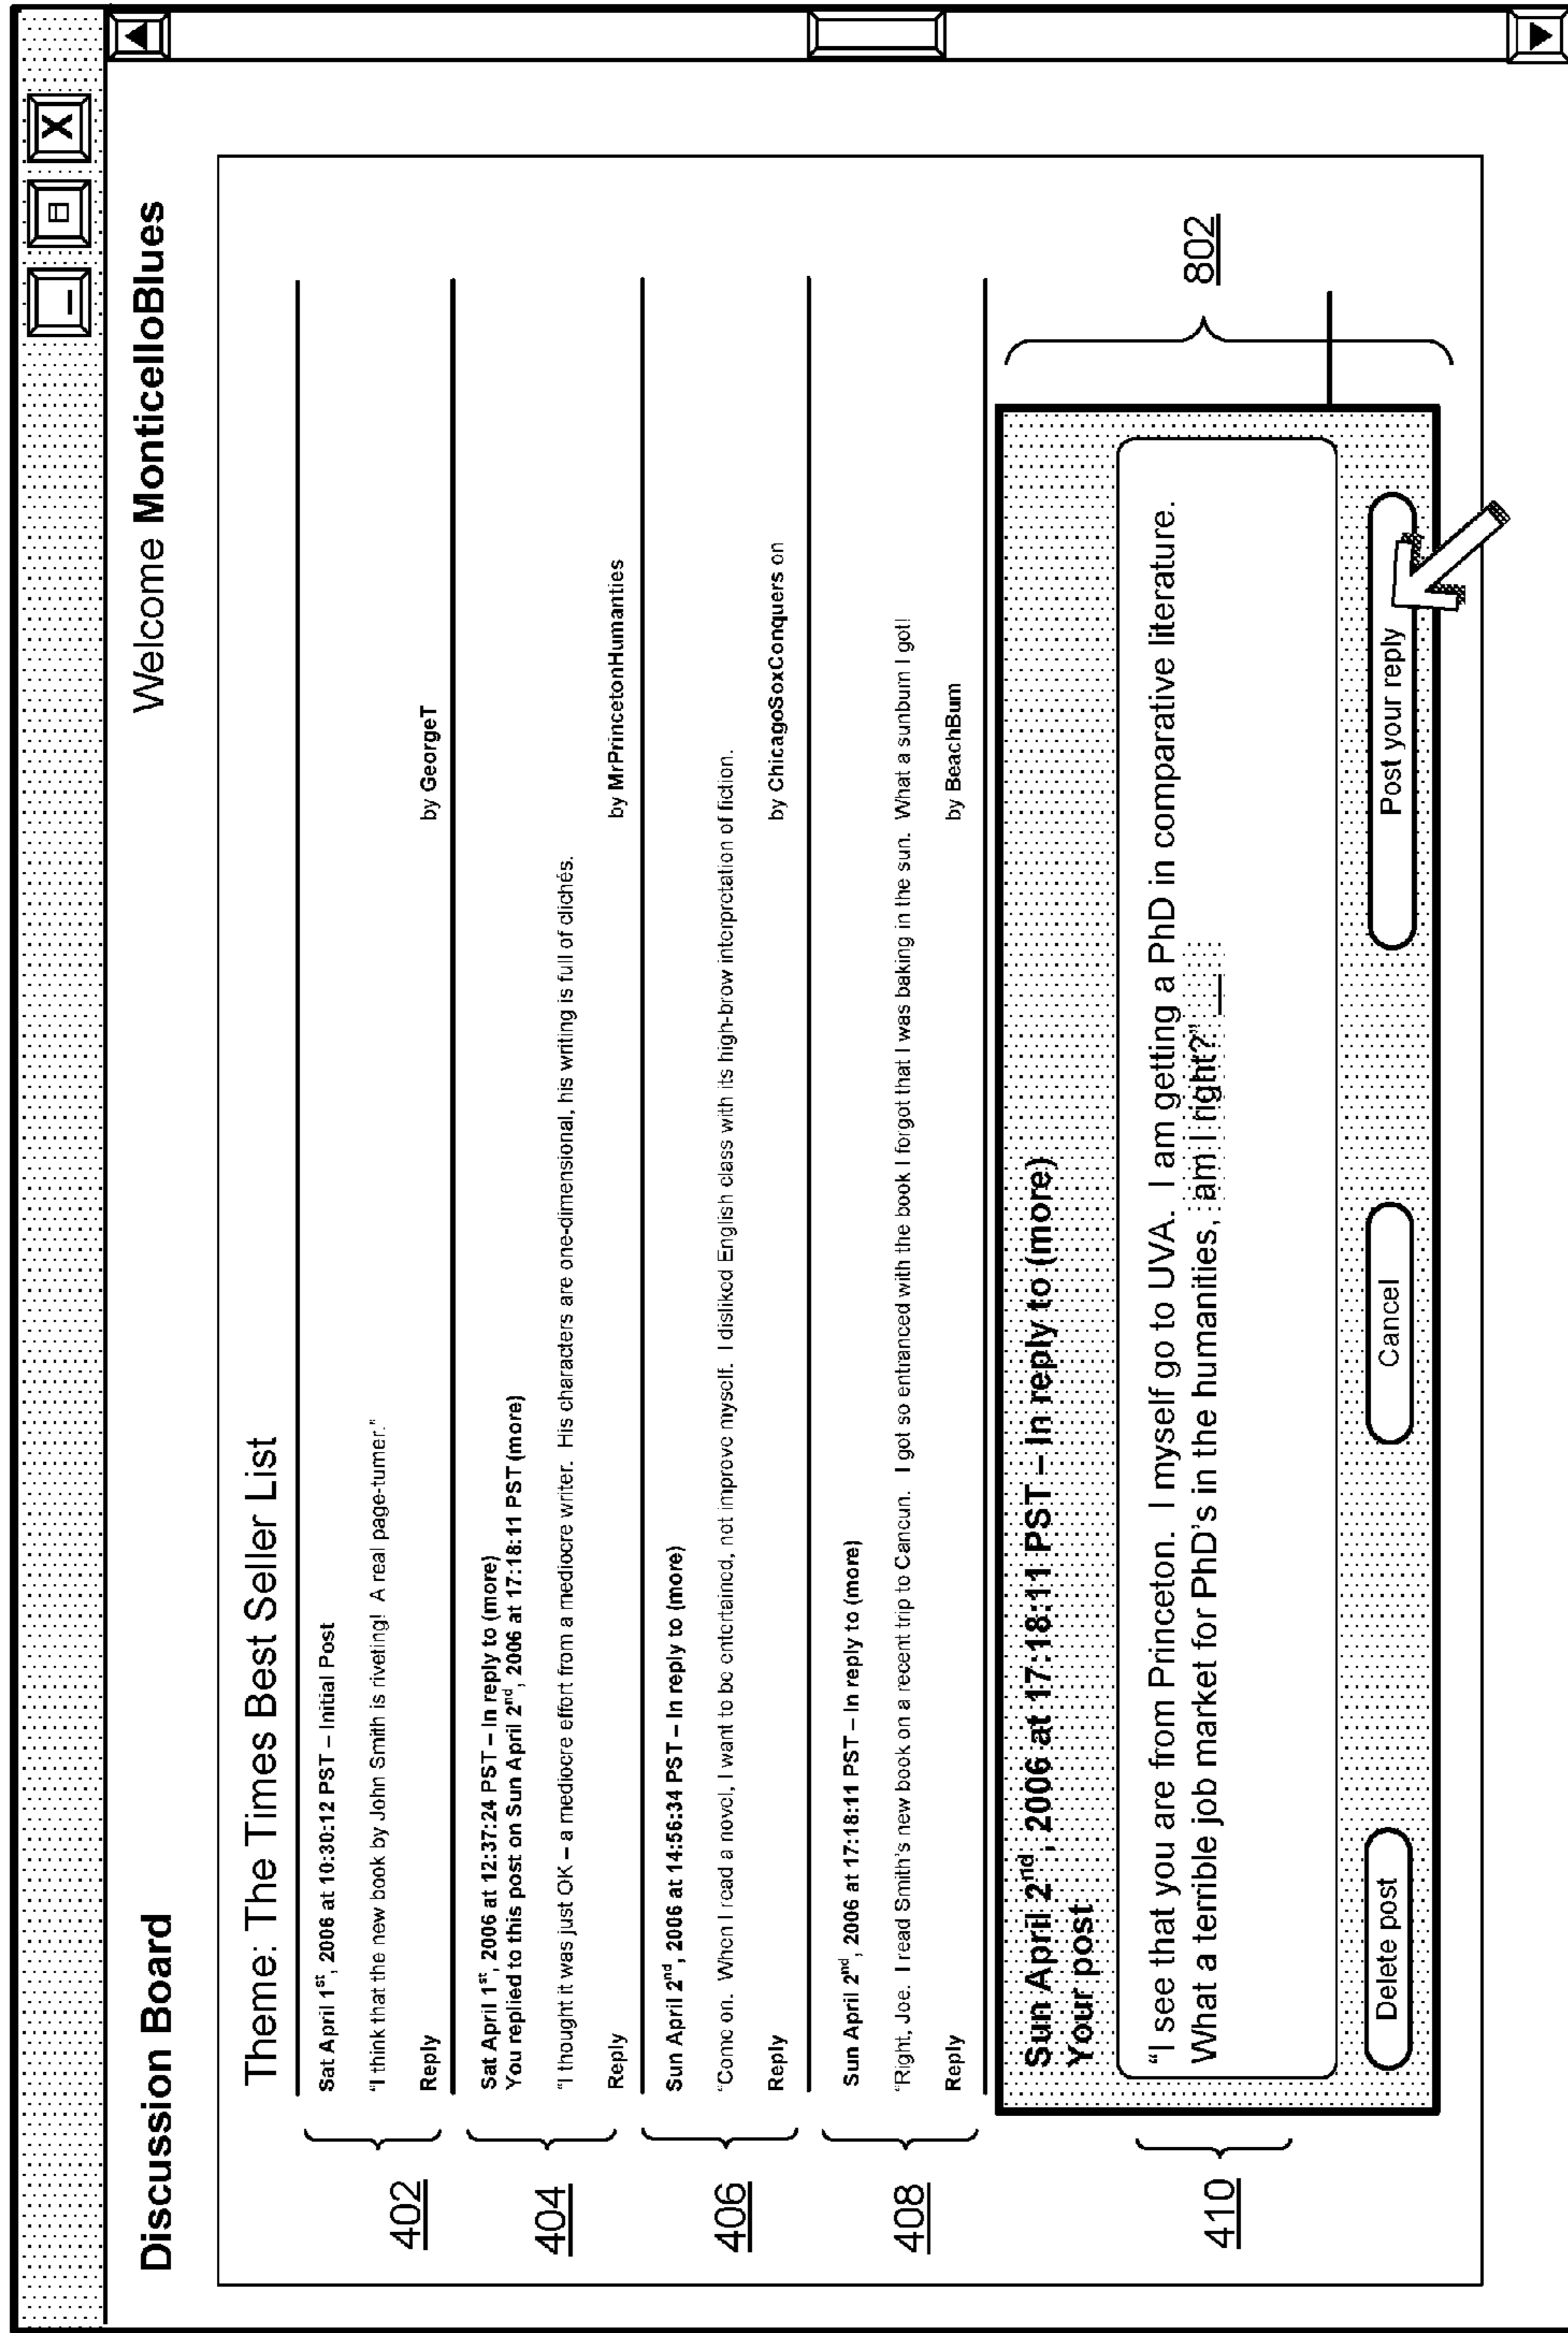 X
Discussion Board
Welcome MonticelloBlues
Theme: The Times Best Seller List
402
Sat April 1st, 2006 at 10:30:12 PST – Initial Post
"I think that the new book by John Smith is riveting!  A real page-turner."
Reply
by GeorgeT
404
Sat April 1st, 2006 at 12:37:24 PST – In reply to (more)
You replied to this post on Sun April 2nd, 2006 at 17:18:11 PST (more)
"I thought it was just OK – a mediocre effort from a mediocre writer.  His characters are one-dimensional, his writing is full of clichés.
Reply
by MrPrincetonHumanties
406
Sun April 2nd, 2006 at 14:56:34 PST – In reply to (more)
"Come on.  When I read a novel, I want to be entertained, not improve myself.  I disliked English class with its high-brow interpretation of fiction.
Reply
by ChicagoSoxConquers on
408
Sun April 2nd, 2006 at 17:18:11 PST – In reply to (more)
"Right, Joe.  I read Smith's new book on a recent trip to Cancun.  I got so entranced with the book I forgot that I was baking in the sun.  What a sunburn I got!
Reply
by BeachBum
802
Sun April 2nd, 2006 at 17:18:11 PST – In reply to (more)
Your post
410
"I see that you are from Princeton.  I myself go to UVA.  I am getting a PhD in comparative literature.
What a terrible job market for PhD's in the humanities, am I right?" _
Delete post
Cancel
Post your reply